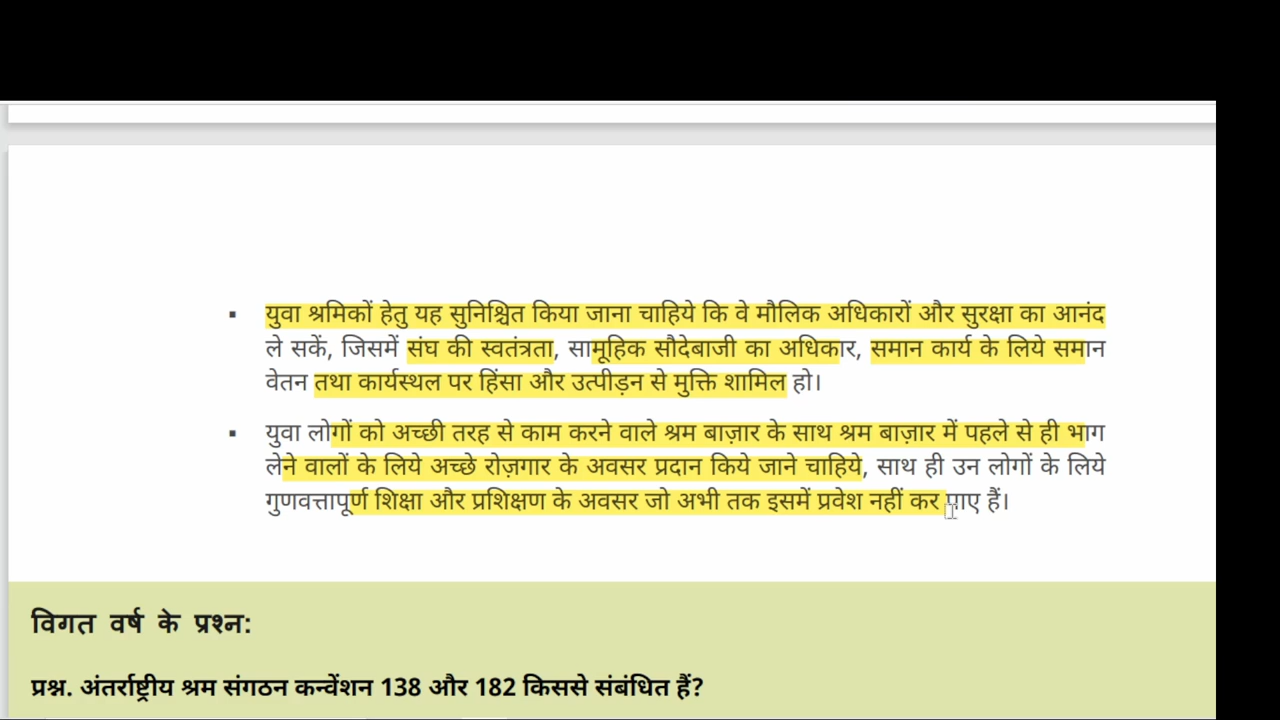 ▪ युवा श्रमिकों हेतु यह सुनिश्चित किया जाना चाहिये कि वे मौलिक अधिकारों और सुरक्षा का आनंद
ले सकें, जिसमें संघ की स्वतंत्रता, सामूहिक सौदेबाजी का अधिकार, समान कार्य के लिये समान
वेतन तथा कार्यस्थल पर हिंसा और उत्पीड़न से मुक्ति शामिल हो।
▪ युवा लोगों को अच्छी तरह से काम करने वाले श्रम बाज़ार के साथ श्रम बाज़ार में पहले से ही भाग
लेने वालों के लिये अच्छे रोज़गार के अवसर प्रदान किये जाने चाहिये, साथ ही उन लोगों के लिये
गुणवत्तापूर्ण शिक्षा और प्रशिक्षण के अवसर जो अभी तक इसमें प्रवेश नहीं कर पाए हैं।
विगत वर्ष के प्रश्न:
प्रश्न. अंतर्राष्ट्रीय श्रम संगठन कन्वेंशन 138 और 182 किससे संबंधित हैं?